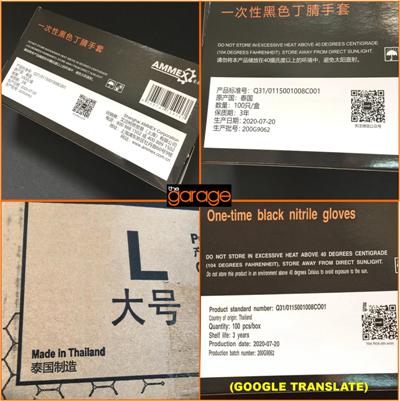 一次性黑色丁腈手套
AMMEX
Shanghai AMMEX Corporation
2020-07-20
一次性黑色丁腈手套
DO NOT STORE IN EXCESSIVE HEAT ABOVE 40 DEGREES CENTIGRADE
(104 DEGREES FAHRENHEIT), STORE AWAY FROM DIRECT SUNLIGHT.
请勿将本产品储存在40摄氏度以上的环境中，避免太阳直射。
产品标准号：Q31/0115001008C001
原产国：泰国
数量：100只/盒
保质期：3年
生产日期：2020-07-20
生产批号：200G9062
the
garage
L
大号
Made in Thailand
泰国制造
One-time black nitrile gloves
DO NOT STORE IN EXCESSIVE HEAT ABOVE 40 DEGREES CENTIGRADE
(104 DEGREES FAHRENHEIT), STORE AWAY FROM DIRECT SUNLIGHT.
Do not store this product in an environment above 40 degrees Celsius to avoid exposure to the sun.
Product standard number: Q31/0115001008CO01
Country of origin: Thailand
Quantity: 100 pcs/box
Shelf life: 3 years
Production date: 2020-07-20
Production batch number: 200G9062
(GOOGLE TRANSLATE)